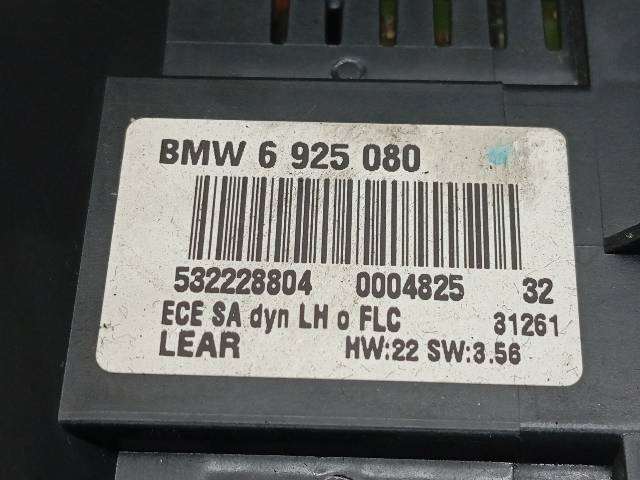 BMW 6 925 080
532228804 0004825 32
ECE SA dyn LH o FLC 31261
LEAR HW:22 SW:3.56